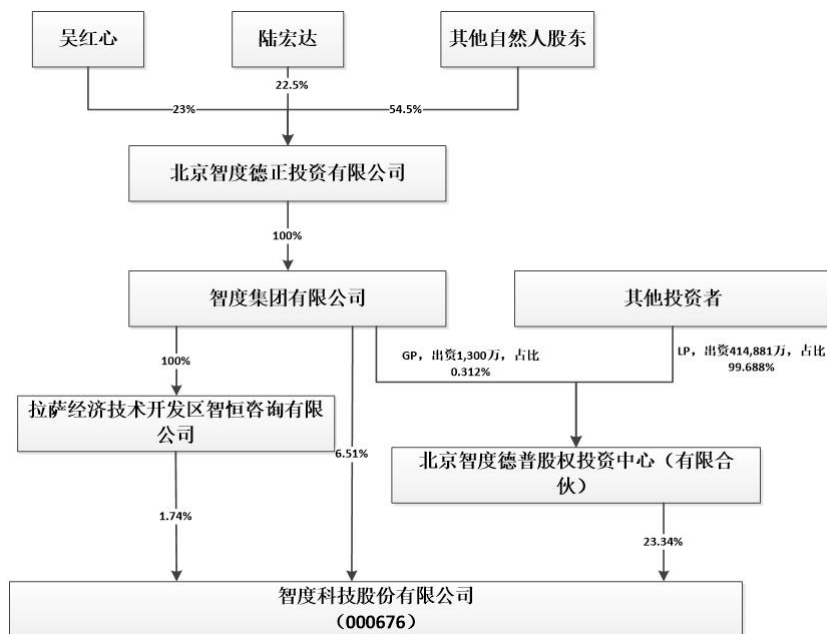 吴红心
陆宏达
其他自然人股东
22.5%
23%
54.5%
北京智度德正投资有限公司
100%
智度集团有限公司
其他投资者
GP，出资1,300万，占比
0.312%
LP，出资414,881万，占比
99.688%
100%
拉萨经济技术开发区智恒咨询有限
公司
6.51%
北京智度德普股权投资中心（有限合
伙）
1.74%
23.34%
智度科技股份有限公司
（000676）